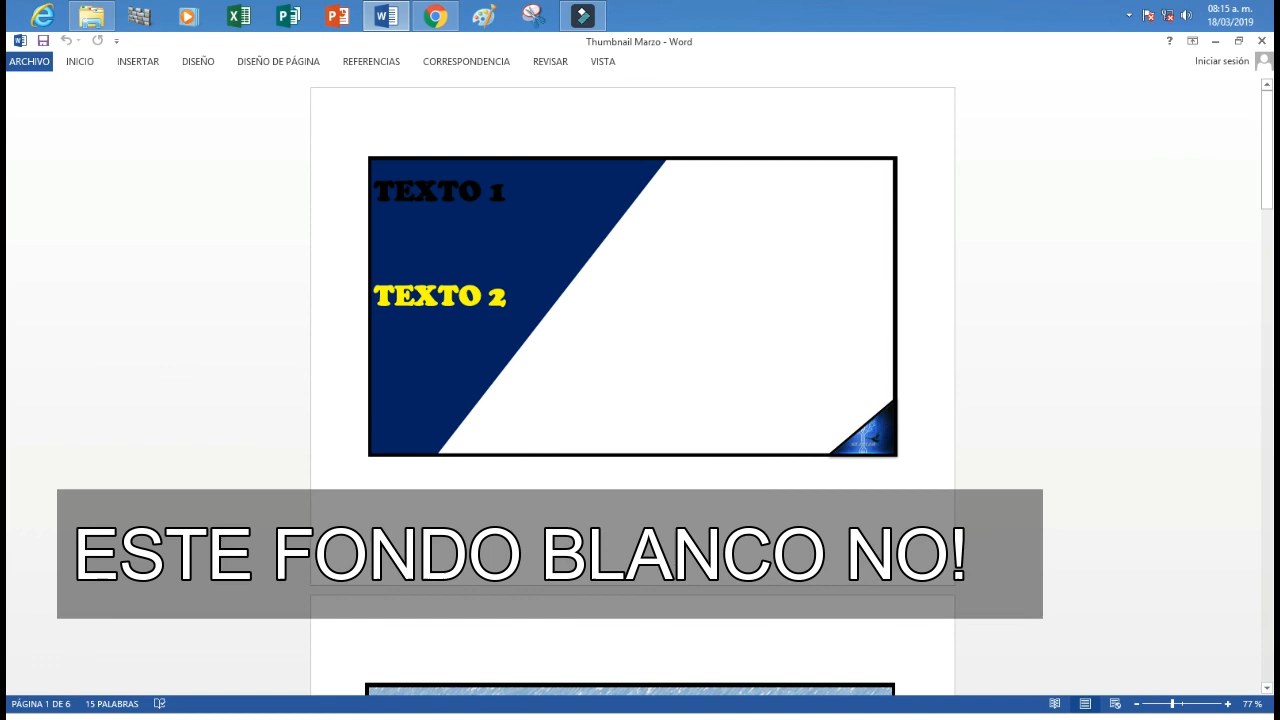 08:15 a. m.
18/03/2019
Thumbnail Marzo - Word
ARCHIVO INICIO INSERTAR DISEÑO DISEÑO DE PÁGINA REFERENCIAS CORRESPONDENCIA REVISAR VISTA Iniciar sesión
TEXTO 1
TEXTO 2
ESTE FONDO BLANCO NO!
PÁGINA 1 DE 6 15 PALABRAS 77 %